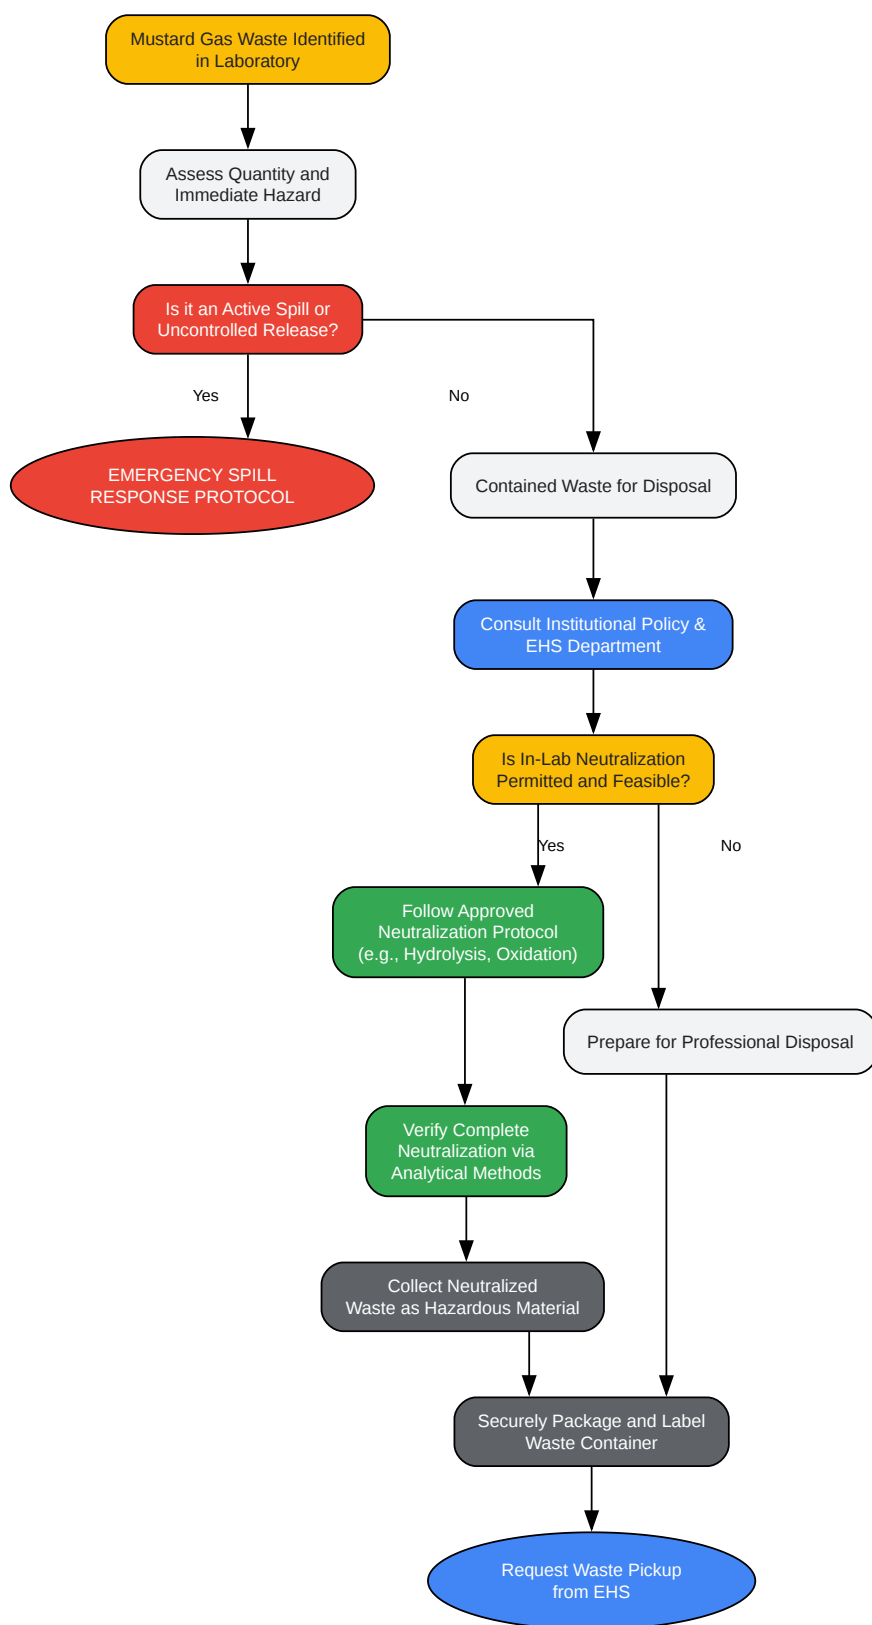 Mustard Gas Waste Identified
in Laboratory
Assess Quantity and
Immediate Hazard
Is it an Active Spill or
Uncontrolled Release?
Yes
No
EMERGENCY SPILL
RESPONSE PROTOCOL
Contained Waste for Disposal
Consult Institutional Policy &
EHS Department
Is In-Lab Neutralization
Permitted and Feasible?
Yes
No
Follow Approved
Neutralization Protocol
(e.g., Hydrolysis, Oxidation)
Prepare for Professional Disposal
Verify Complete
Neutralization via
Analytical Methods
Collect Neutralized
Waste as Hazardous Material
Securely Package and Label
Waste Container
Request Waste Pickup
from EHS